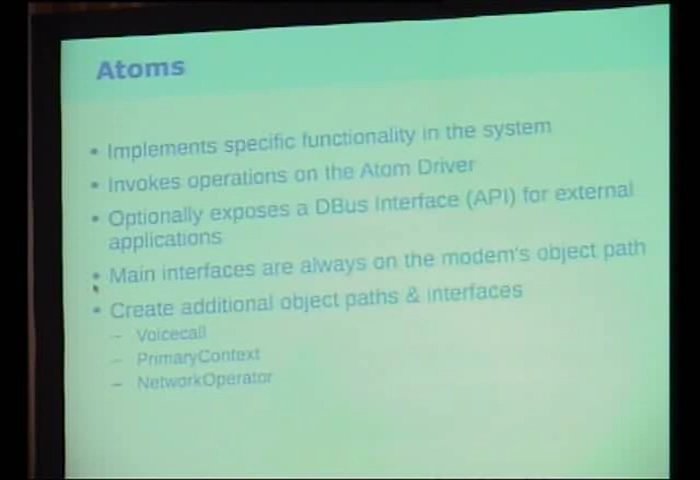 Atoms
• Implements specific functionality in the system
• Invokes operations on the Atom Driver
• Optionally exposes a DBus Interface (API) for external
applications
• Main interfaces are always on the modem's object path
• Create additional object paths & interfaces
– Voicecall
– PrimaryContext
– NetworkOperator